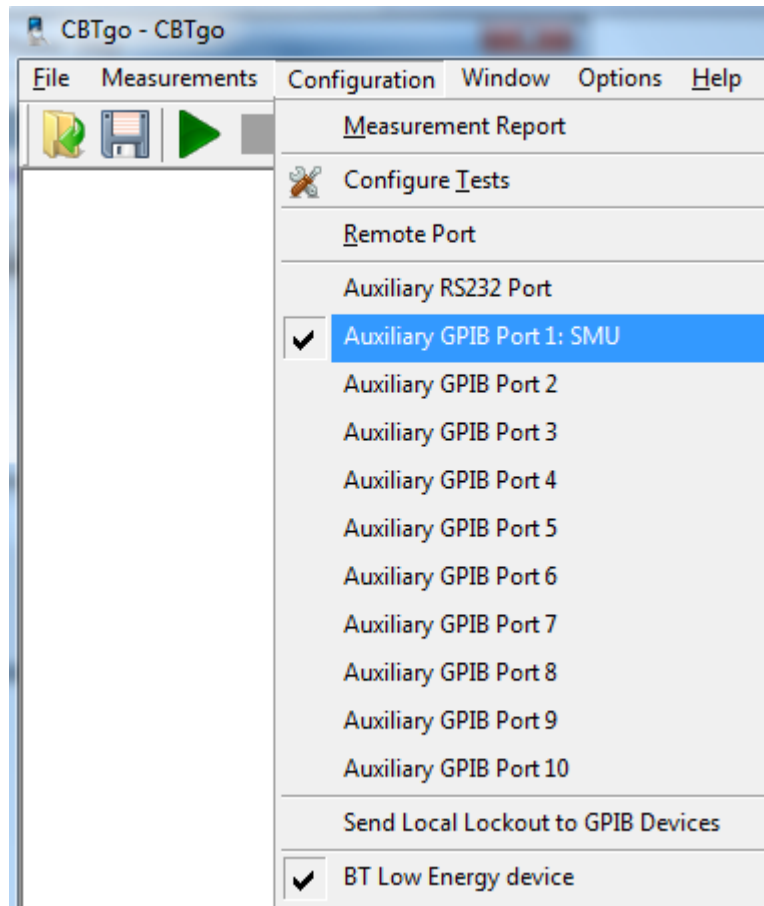 CBTgo - CBTgo
File Measurements Configuration Window Options Help
Measurement Report
Configure Tests
Remote Port
Auxiliary RS232 Port
Auxiliary GPIB Port 1: SMU
Auxiliary GPIB Port 2
Auxiliary GPIB Port 3
Auxiliary GPIB Port 4
Auxiliary GPIB Port 5
Auxiliary GPIB Port 6
Auxiliary GPIB Port 7
Auxiliary GPIB Port 8
Auxiliary GPIB Port 9
Auxiliary GPIB Port 10
Send Local Lockout to GPIB Devices
BT Low Energy device